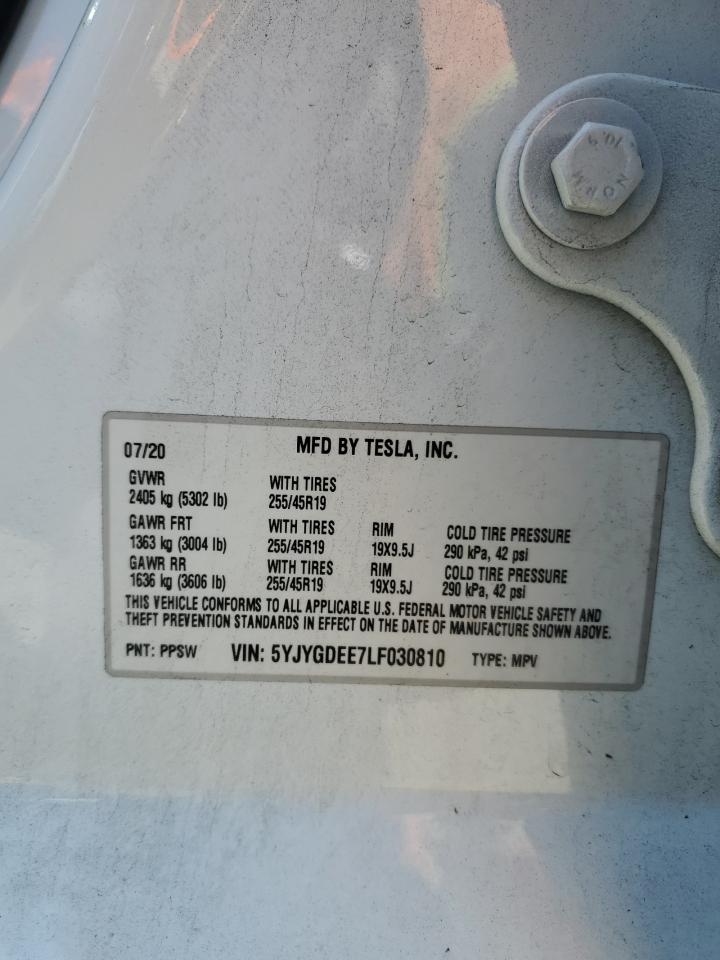 10.9
NORM
07/20 MFD BY TESLA, INC.
GVWR WITH TIRES
2405 kg (5302 lb) 255/45R19
GAWR FRT WITH TIRES RIM COLD TIRE PRESSURE
1363 kg (3004 lb) 255/45R19 19X9.5J 290 kPa, 42 psi
GAWR RR WITH TIRES RIM COLD TIRE PRESSURE
1636 kg (3606 lb) 255/45R19 19X9.5J 290 kPa, 42 psi
THIS VEHICLE CONFORMS TO ALL APPLICABLE U.S. FEDERAL MOTOR VEHICLE SAFETY AND
THEFT PREVENTION STANDARDS IN EFFECT ON THE DATE OF MANUFACTURE SHOWN ABOVE.
PNT: PPSW VIN: 5YJYGDEE7LF030810 TYPE: MPV